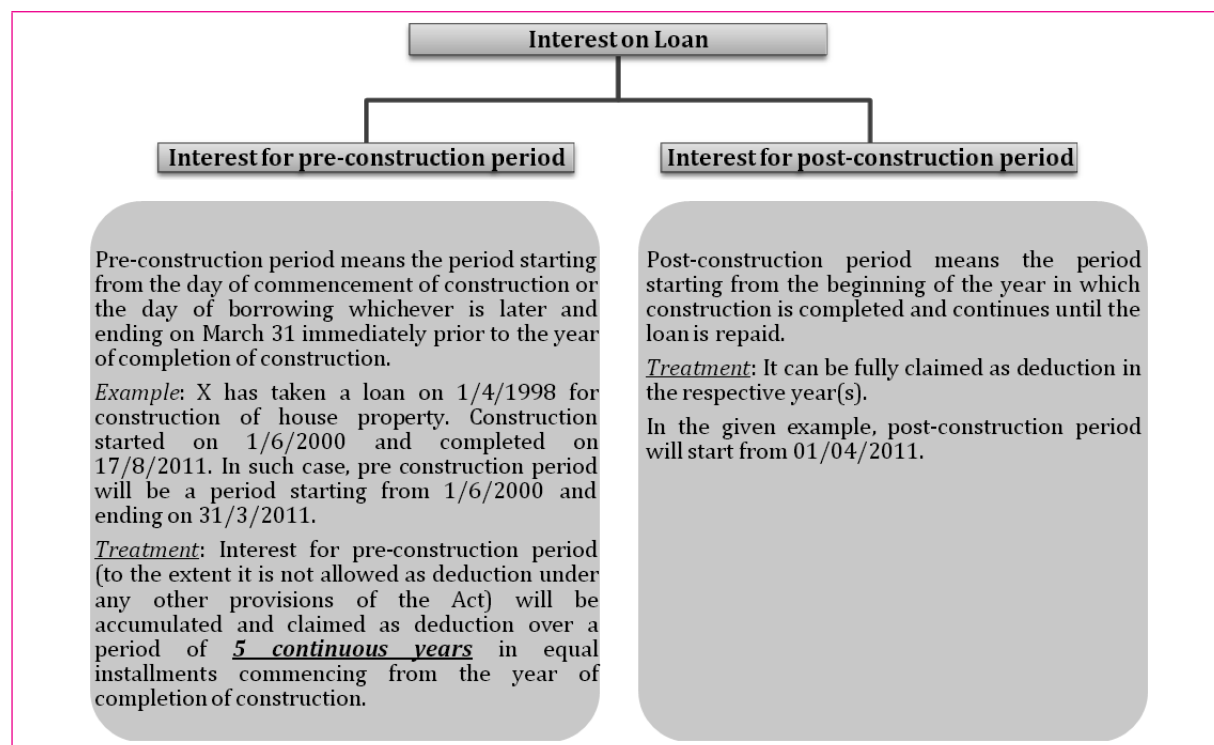 Interest on Loan
Interest for pre-construction period
Interest for post-construction period
Pre-construction period means the period starting
from the day of commencement of construction or
the day of borrowing whichever is later and
ending on March 31 immediately prior to the year
of completion of construction.
Example: X has taken a loan on 1/4/1998 for
construction of house property. Construction
started on 1/6/2000 and completed on
17/8/2011. In such case, pre construction period
will be a period starting from 1/6/2000 and
ending on 31/3/2011.
Treatment: Interest for pre-construction period
(to the extent it is not allowed as deduction under
any other provisions of the Act) will be
accumulated and claimed as deduction over a
period of 5 continuous years in equal
installments commencing from the year of
completion of construction.
Post-construction period means the period
starting from the beginning of the year in which
construction is completed and continues until the
loan is repaid.
Treatment: It can be fully claimed as deduction in
the respective year(s).
In the given example, post-construction period
will start from 01/04/2011.